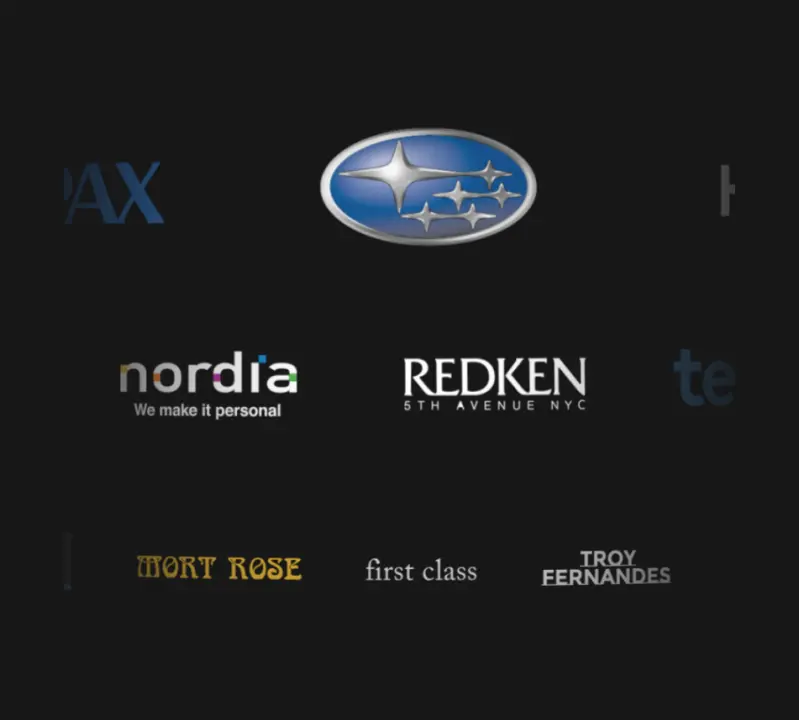 AX
nordia
We make it personal
REDKEN
5TH AVENUE NYC
te
MORT ROSE
first class
TROY
FERNANDES